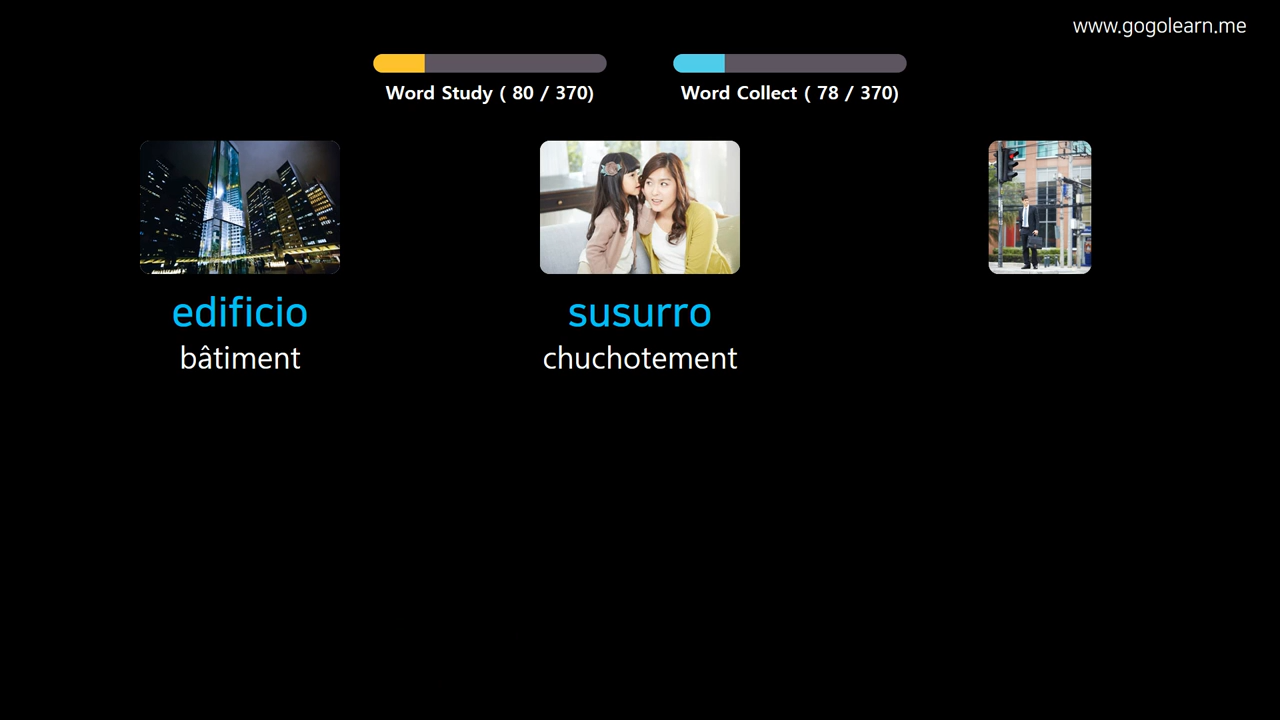 www.gogolearn.me
Word Study ( 80 / 370)
Word Collect ( 78 / 370)
edificio
susurro
bâtiment
chuchotement